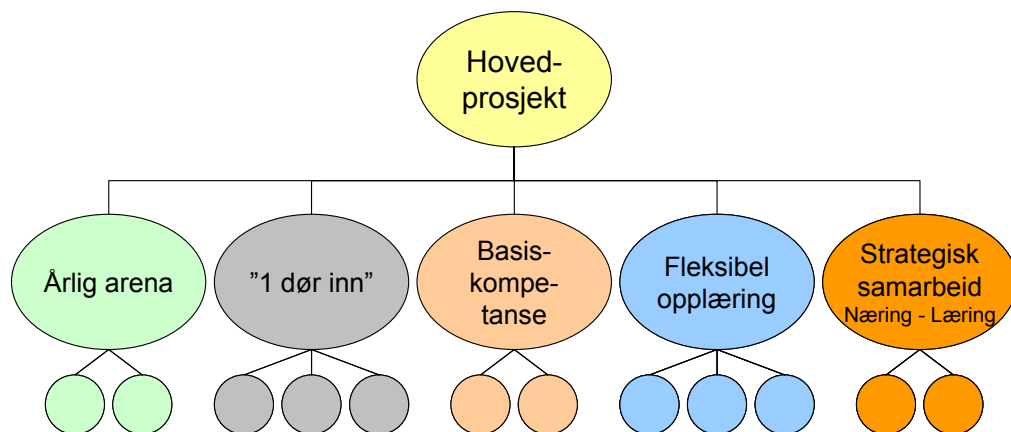 Hoved-
prosjekt
Årlig arena
”1 dør inn”
Basis-
kompe-
tanse
Fleksibel
opplæring
Strategisk
samarbeid
Næring - Læring